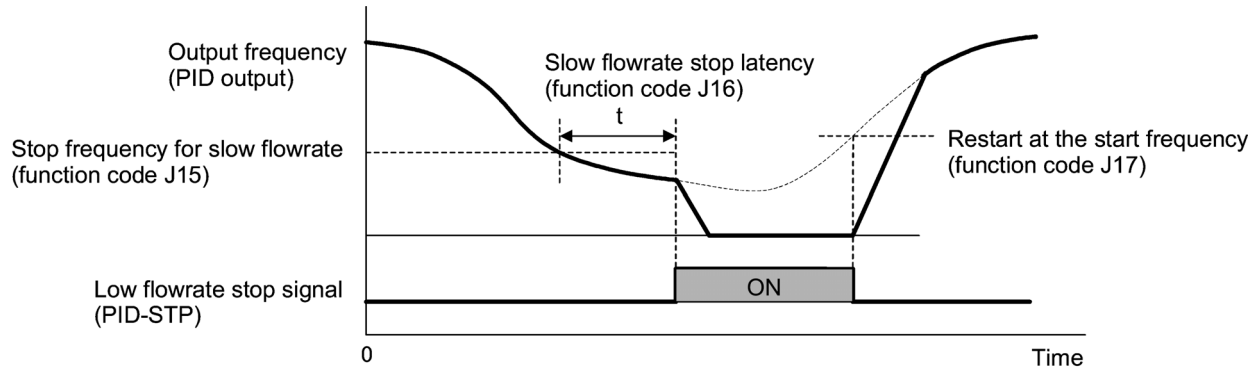 Output frequency
(PID output)
Slow flowrate stop latency
(function code J16)
t
Stop frequency for slow flowrate
(function code J15)
Restart at the start frequency
(function code J17)
Low flowrate stop signal
(PID-STP)
ON
0
Time